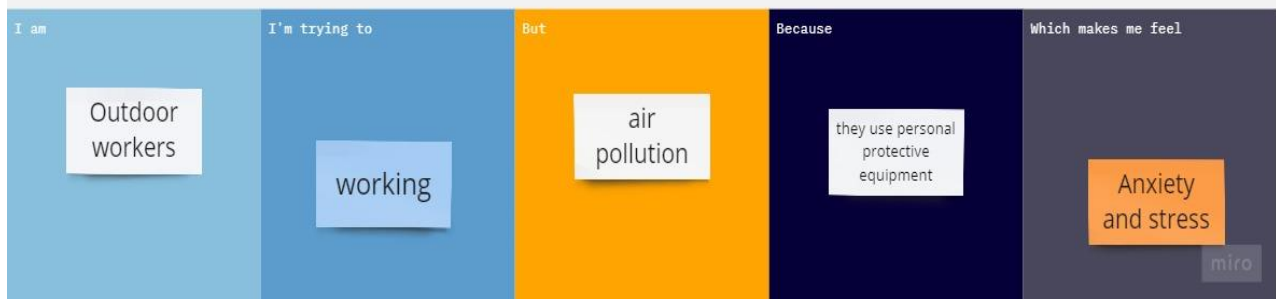 I am
Outdoor
workers
I'm trying to
working
But
air
pollution
Because
they use personal
protective
equipment
Which makes me feel
Anxiety
and stress
miro